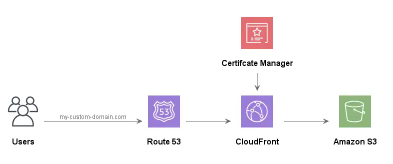 Certifcate Manager
my-custom-domain.com
53
Users
Route 53
CloudFront
Amazon S3